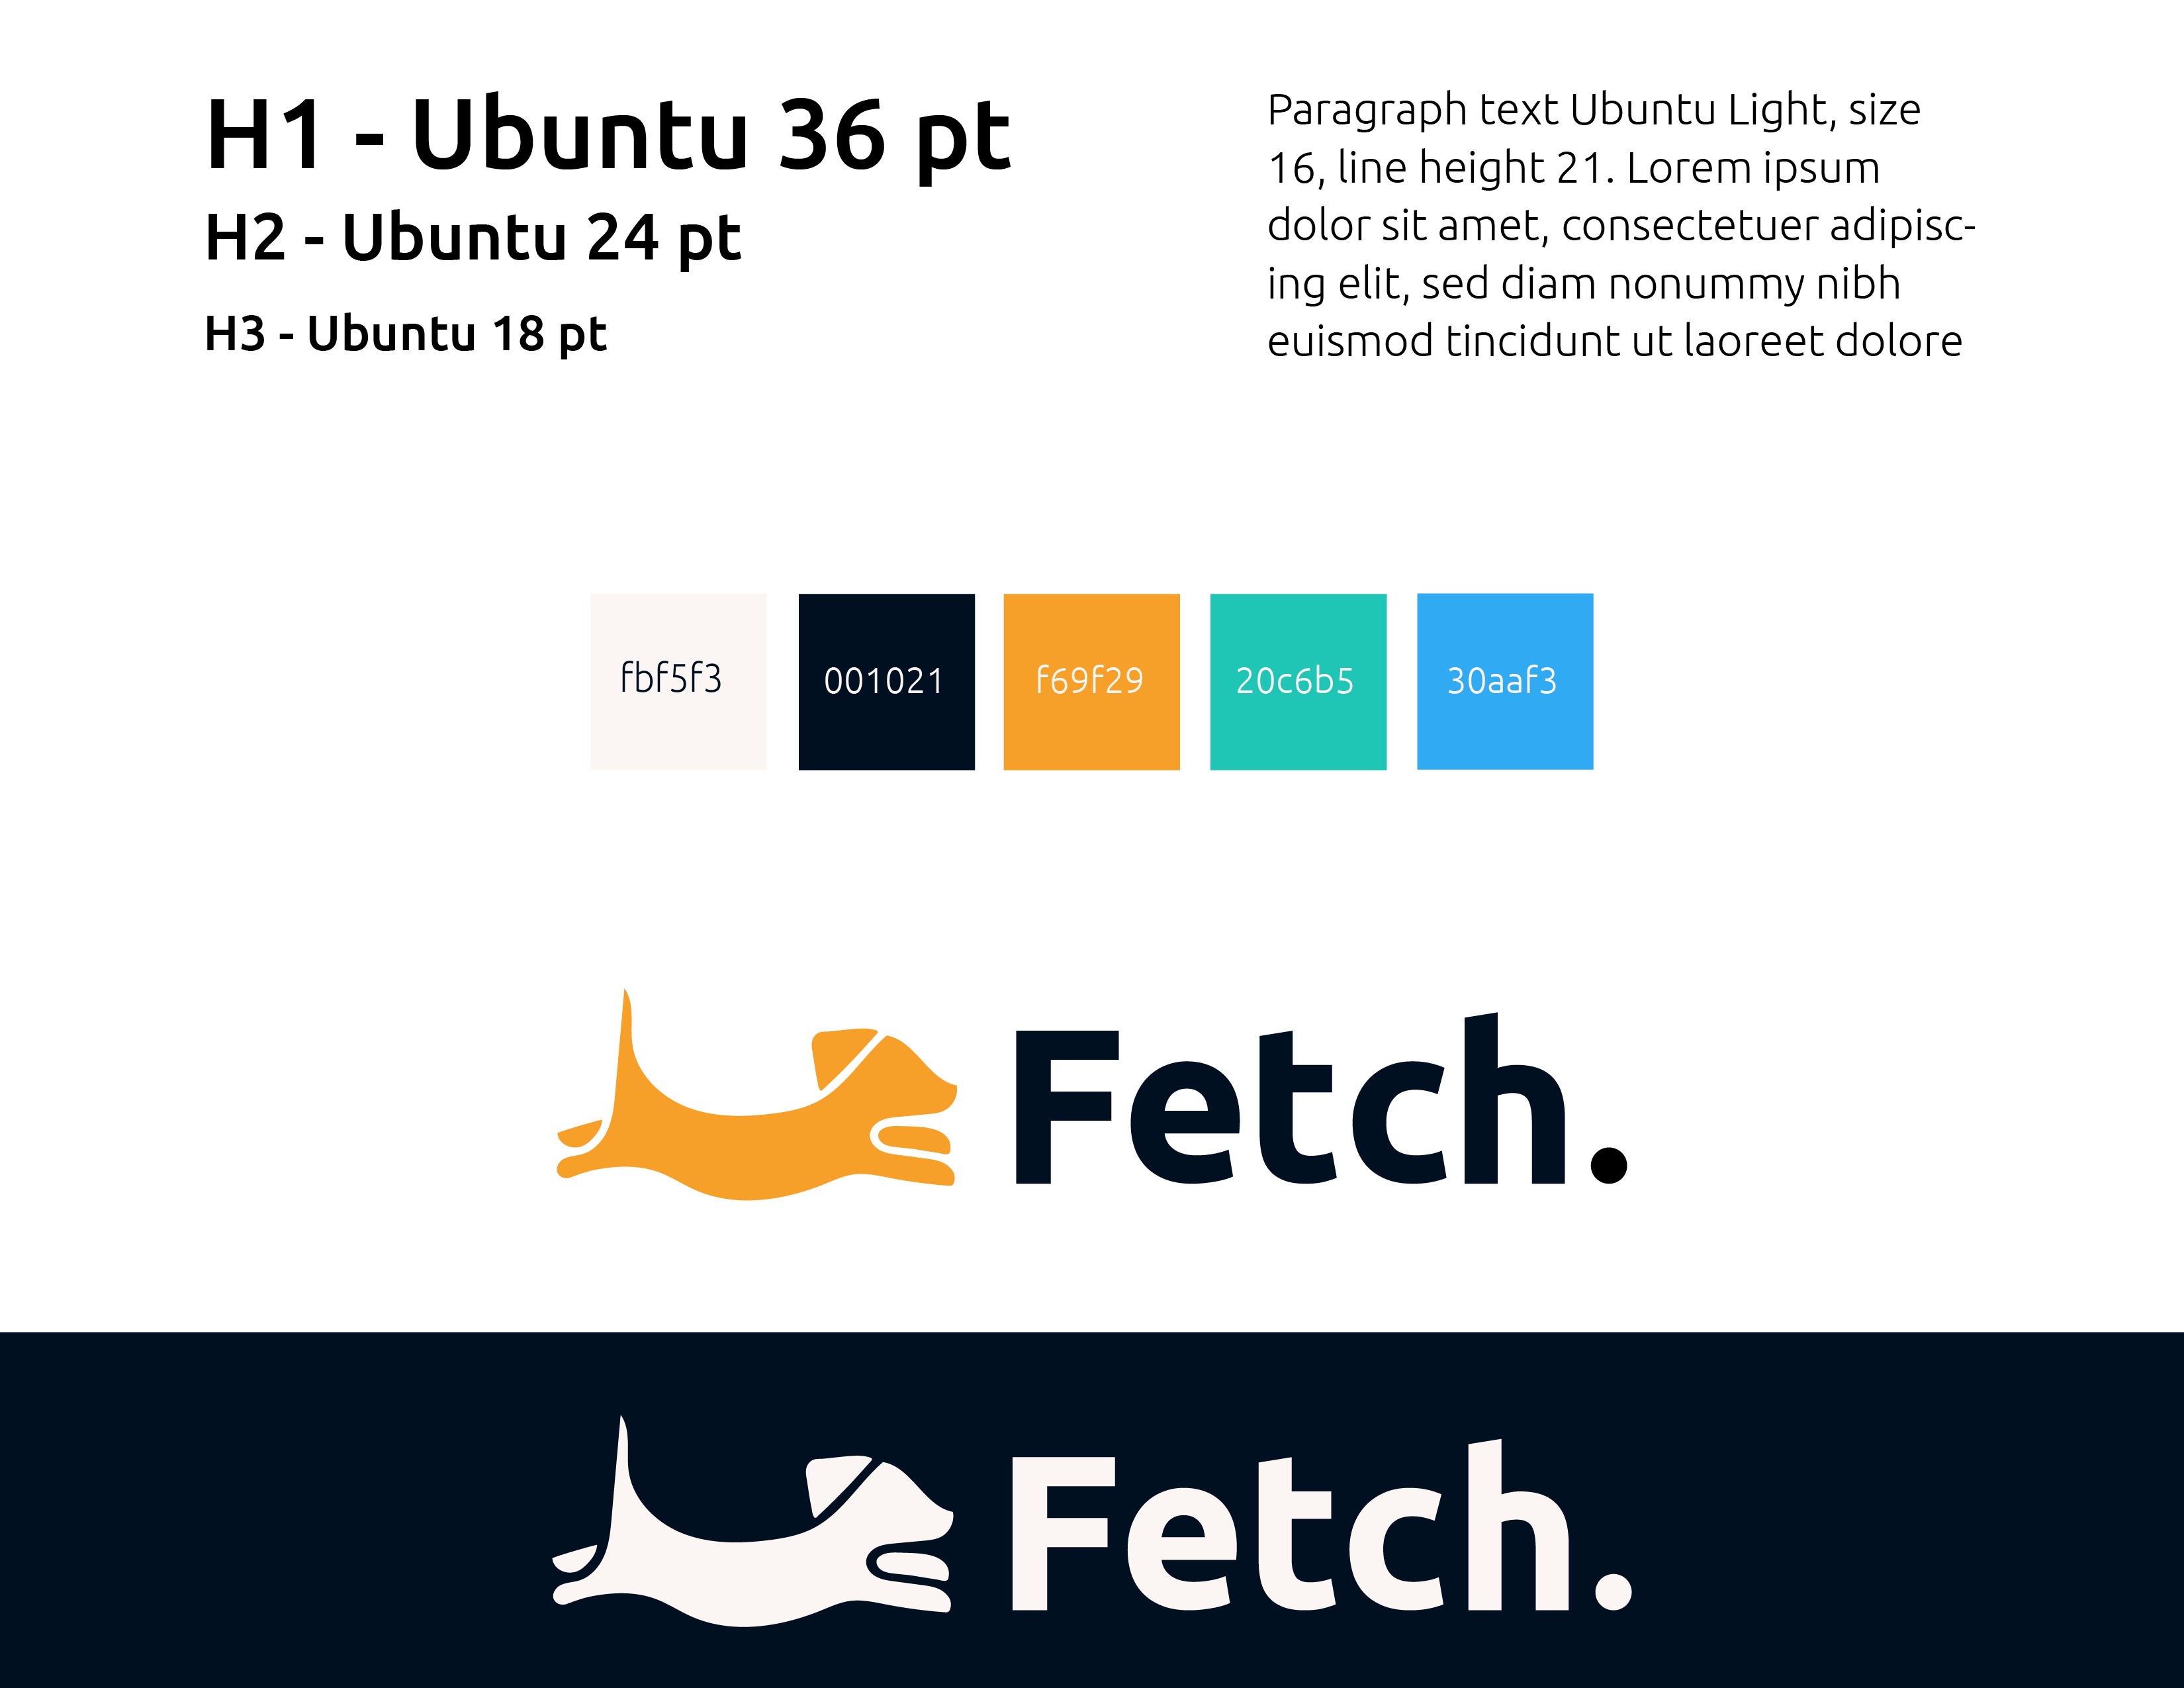 H1 - Ubuntu 36 pt
H2 - Ubuntu 24 pt
H3 - Ubuntu 18 pt
Paragraph text Ubuntu Light, size
16, line height 21. Lorem ipsum
dolor sit amet, consectetuer adipisc-
ing elit, sed diam nonummy nibh
euismod tincidunt ut laoreet dolore
fbf5f3
001021
f69f29
20c6b5
30aaf3
Fetch.
Fetch.